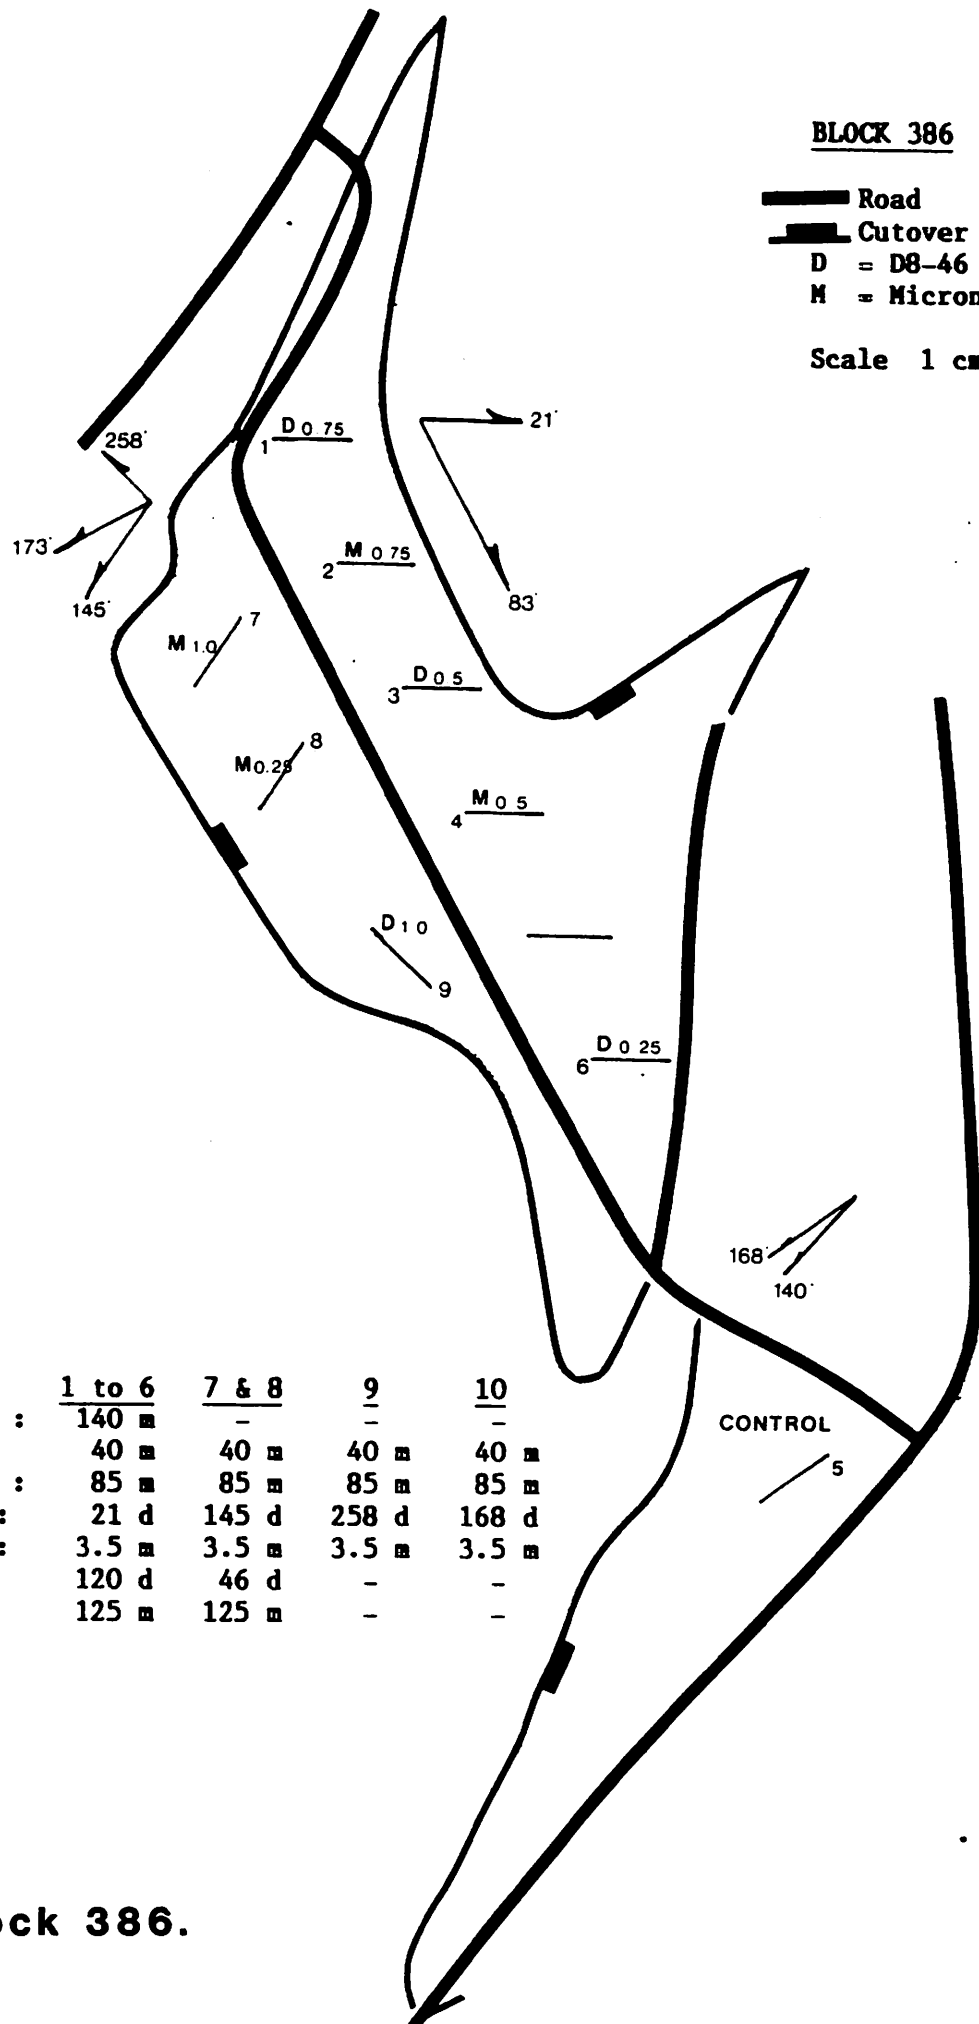 BLOCK 386
Road
Cutover
D = D8-46
M =
Scale 1 cm
258°
173°
145°
1 D 0.75
21°
83°
2 M 0 75
M 1.0 7
3 D 0 5
M 0.25 8
4 M 0 5
D 1 0
9
6 D 0 25
168°
140°
CONTROL
5
1 to 6 7 & 8 9 10
: 140 m - - -
40 m 40 m 40 m 40 m
: 85 m 85 m 85 m 85 m
: 21 d 145 d 258 d 168 d
: 3.5 m 3.5 m 3.5 m 3.5 m
120 d 46 d - -
125 m 125 m - -
ock 386.